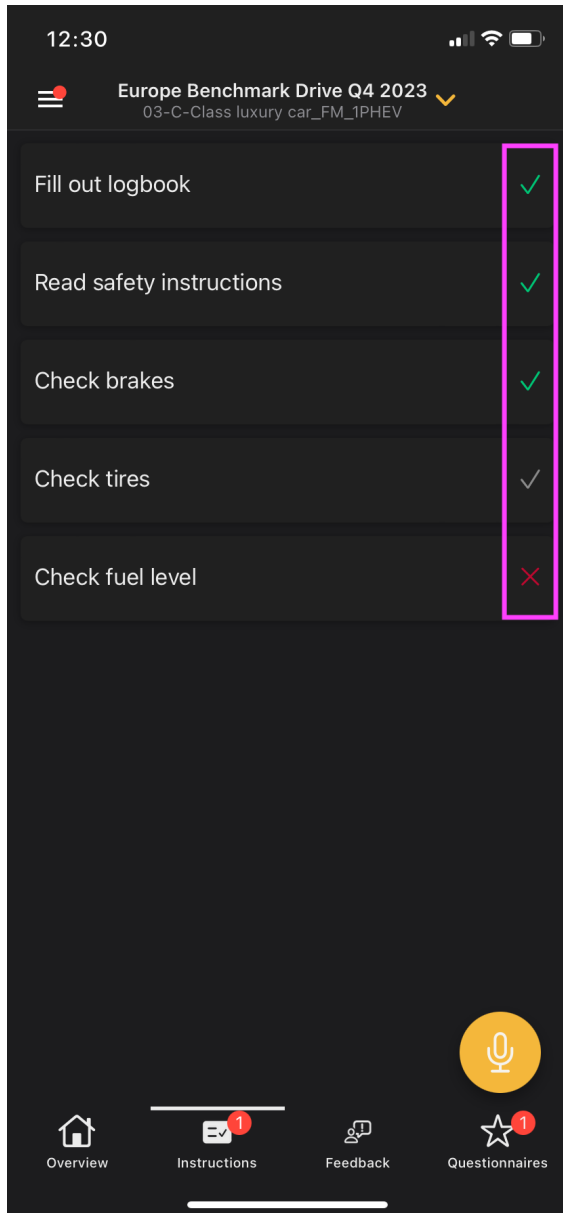 12:30
Europe Benchmark Drive Q4 2023
03-C-Class luxury car_FM_1PHEV
Fill out logbook
Read safety instructions
Check brakes
Check tires
Check fuel level
1 1
Overview Instructions Feedback Questionnaires